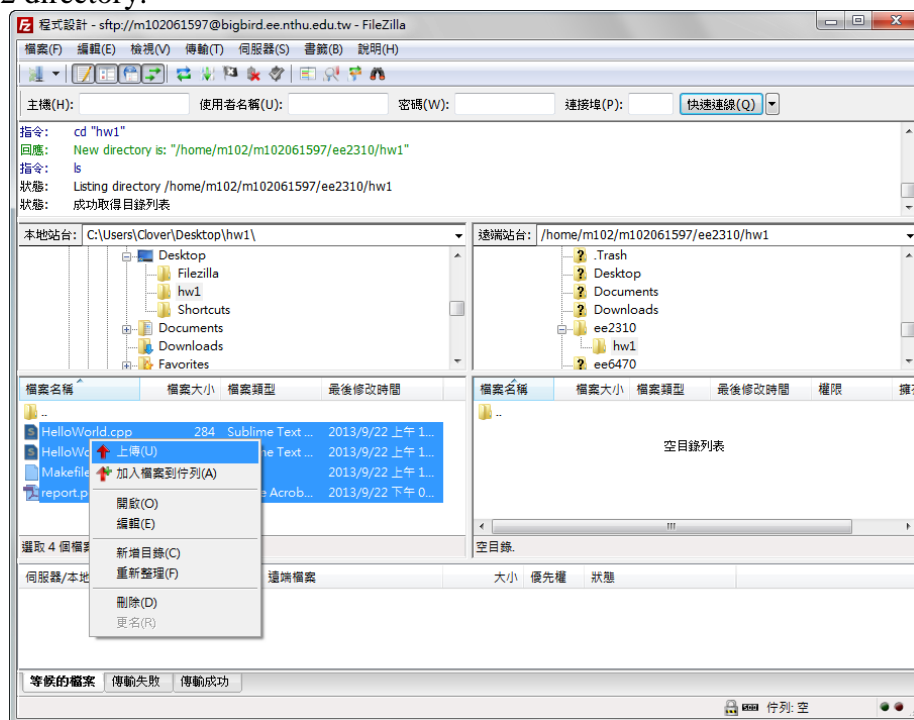 2 directory.
程式設計 - sftp://m102061597@bigbird.ee.nthu.edu.tw - FileZilla
檔案(F) 編輯(E) 檢視(V) 傳輸(T) 伺服器(S) 書籤(B) 說明(H)
主機(H): 使用者名稱(U): 密碼(W): 連接埠(P): 快速連線(Q)
指令: cd "hw1"
回應: New directory is: "/home/m102/m102061597/ee2310/hw1"
指令: ls
狀態: Listing directory /home/m102/m102061597/ee2310/hw1
狀態: 成功取得目錄列表
本地站台: C:\Users\Clover\Desktop\hw1\
Desktop
Filezilla
hw1
Shortcuts
Documents
Downloads
Favorites
遠端站台: /home/m102/m102061597/ee2310/hw1
.Trash
Desktop
Documents
Downloads
ee2310
hw1
ee6470
檔案名稱 檔案大小 檔案類型 最後修改時間
..
HelloWorld.cpp 284 Sublime Text ... 2013/9/22 上午 1...
HelloWo ne Text ... 2013/9/22 上午 1...
Makefile 2013/9/22 上午 1...
report.p e Acrob... 2013/9/22 下午 0...
上傳(U)
加入檔案到佇列(A)
開啟(O)
編輯(E)
新增目錄(C)
重新整理(F)
刪除(D)
更名(R)
選取 4 個檔案
檔案名稱 檔案大小 檔案類型 最後修改時間 權限
..
空目錄列表
空目錄.
伺服器/本地 遠端檔案 大小 優先權 狀態
等候的檔案 傳輸失敗 傳輸成功
佇列: 空